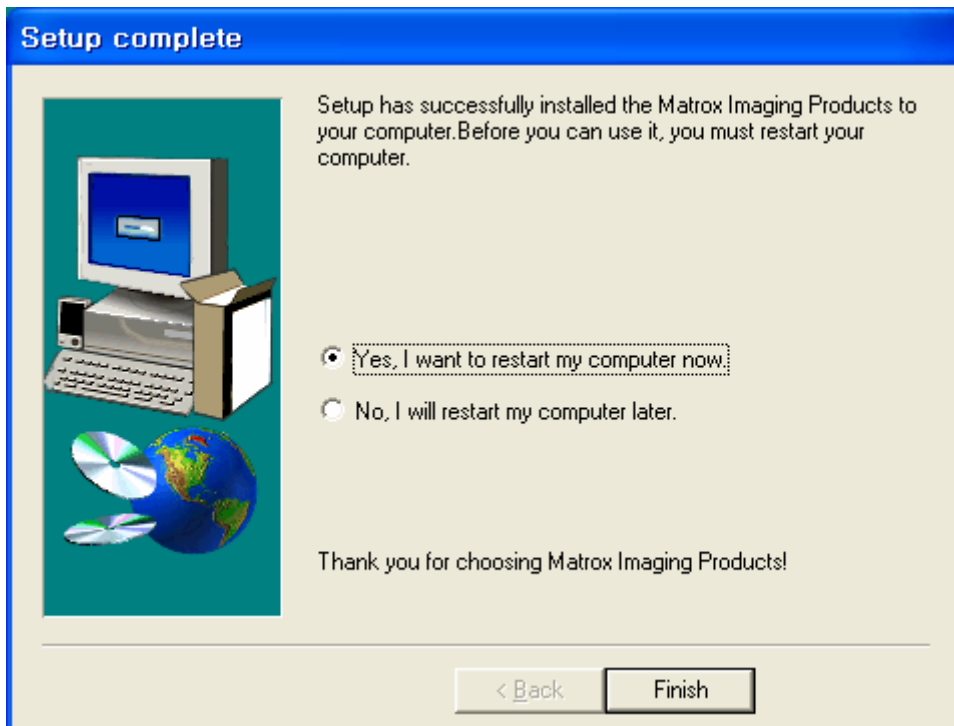 Setup complete
Setup has successfully installed the Matrox Imaging Products to
your computer.Before you can use it, you must restart your
computer.
Yes, I want to restart my computer now.
No, I will restart my computer later.
Thank you for choosing Matrox Imaging Products!
< Back
Finish